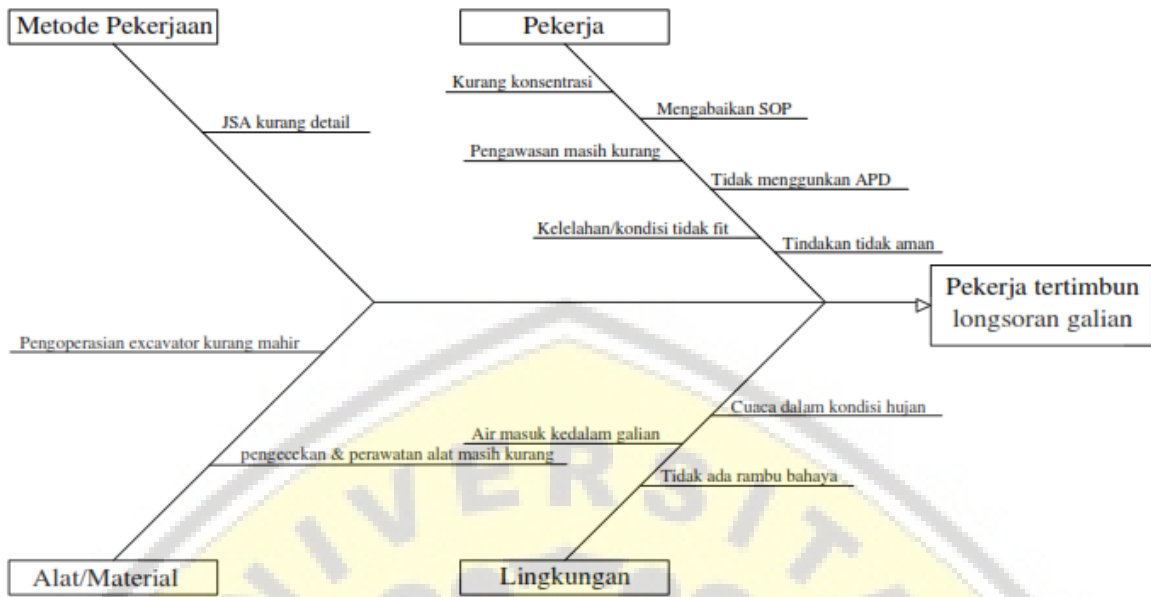 Metode Pekerjaan
Pekerja
Kurang konsentrasi
Mengabaikan SOP
JSA kurang detail
Pengawasan masih kurang
Tidak menggunkan APD
Kelelahan/kondisi tidak fit
Tindakan tidak aman
Pekerja tertimbun
longsoran galian
Pengoperasian excavator kurang mahir
Cuaca dalam kondisi hujan
Air masuk kedalam galian
pengecekan & perawatan alat masih kurang
Tidak ada rambu bahaya
Alat/Material
Lingkungan